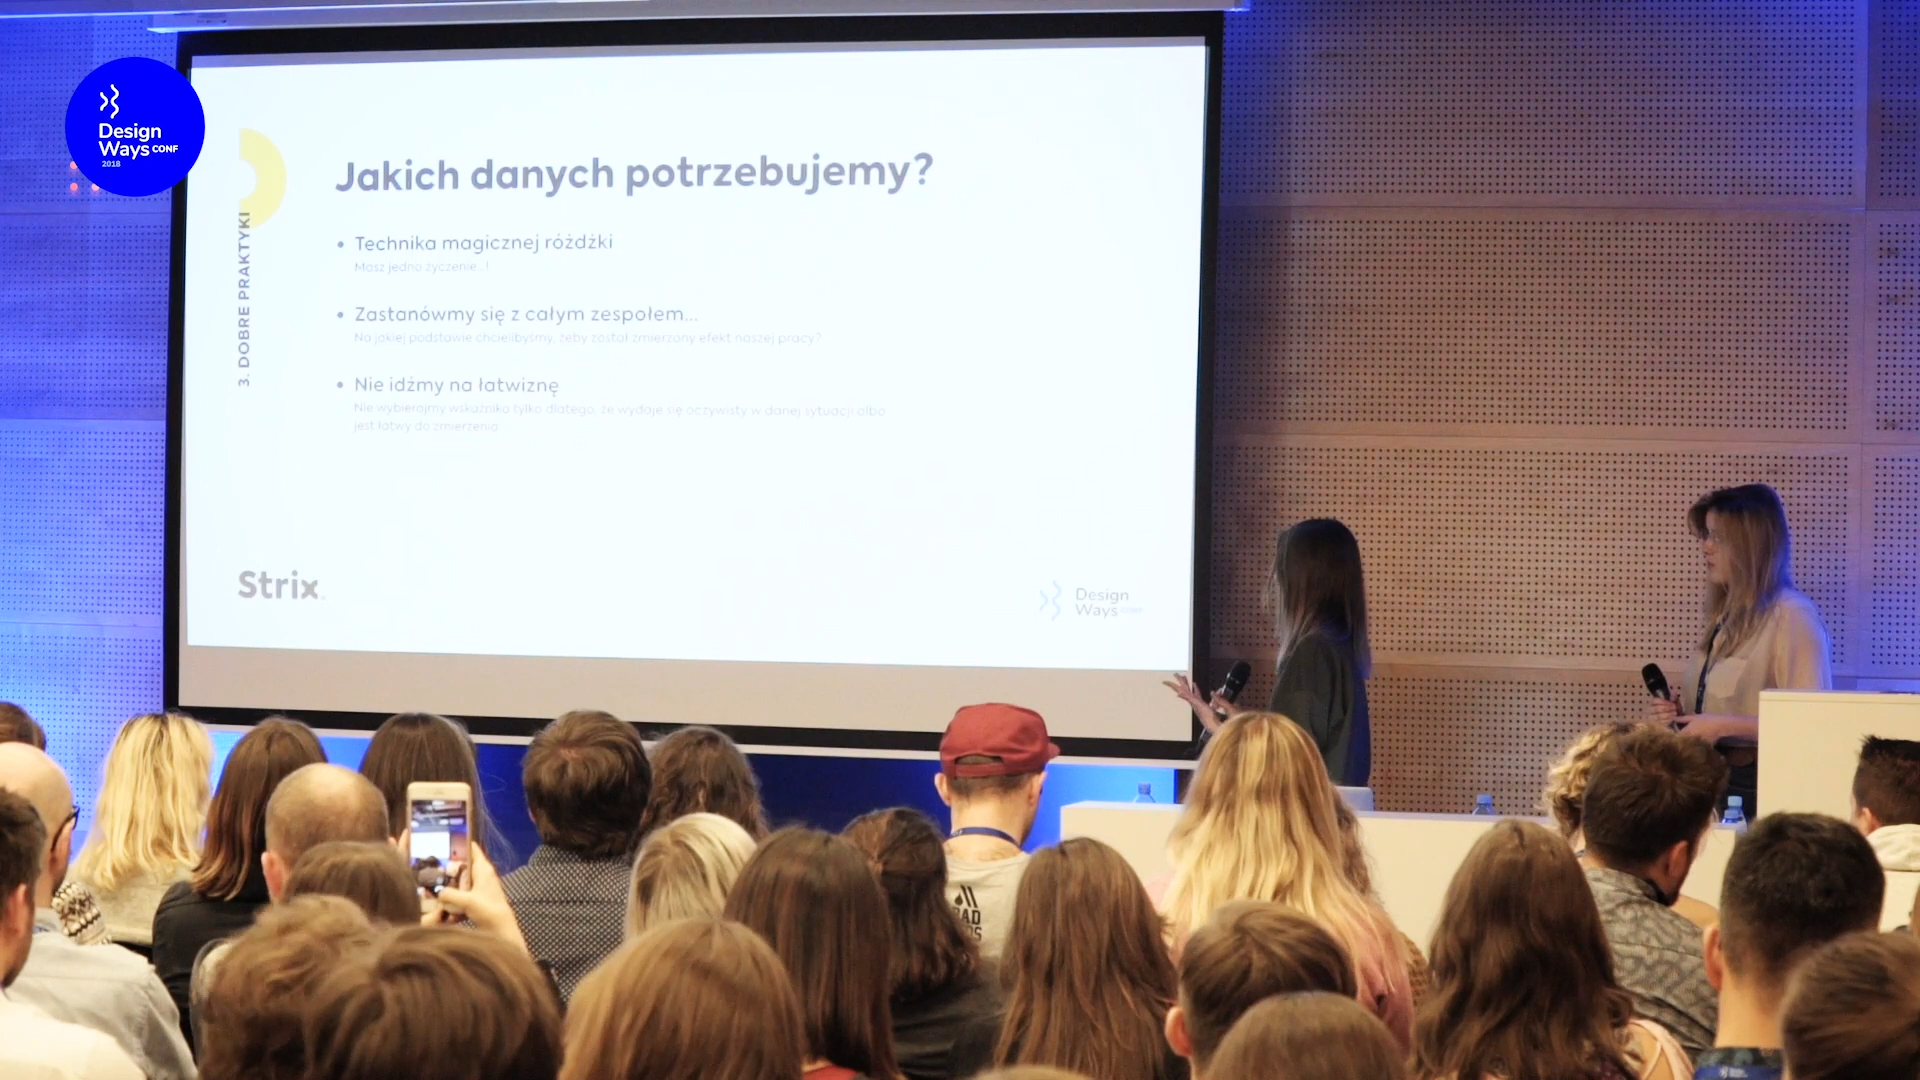 Design
Ways CONF
2018
3. DOBRE PRAKTYKI
Jakich danych potrzebujemy?
• Technika magicznej różdżki
Masz jedno życzenie...!
• Zastanówmy się z całym zespołem...
Na jakiej podstawie chcielibyśmy, żeby został zmierzony efekt naszej pracy?
• Nie idźmy na łatwiznę
Nie wybierajmy wskaźnika tylko dlatego, że wydaje się oczywisty w danej sytuacji albo
jest łatwy do zmierzenia
Strix
Design
Ways